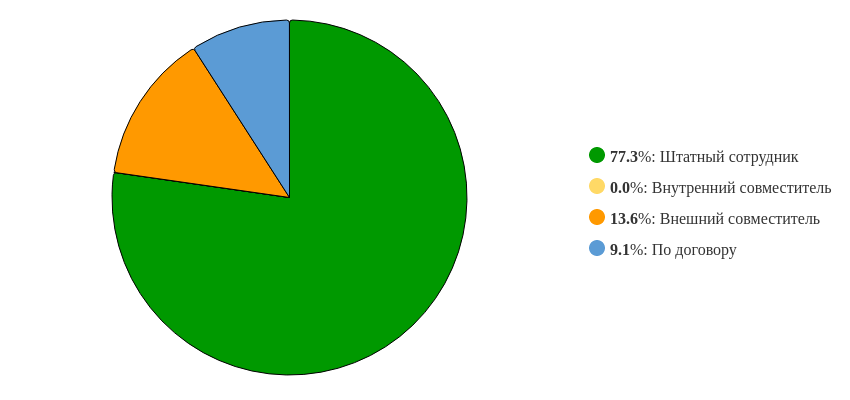 77.3%: Штатный сотрудник
0.0%: Внутренний совместитель
13.6%: Внешний совместитель
9.1%: По договору